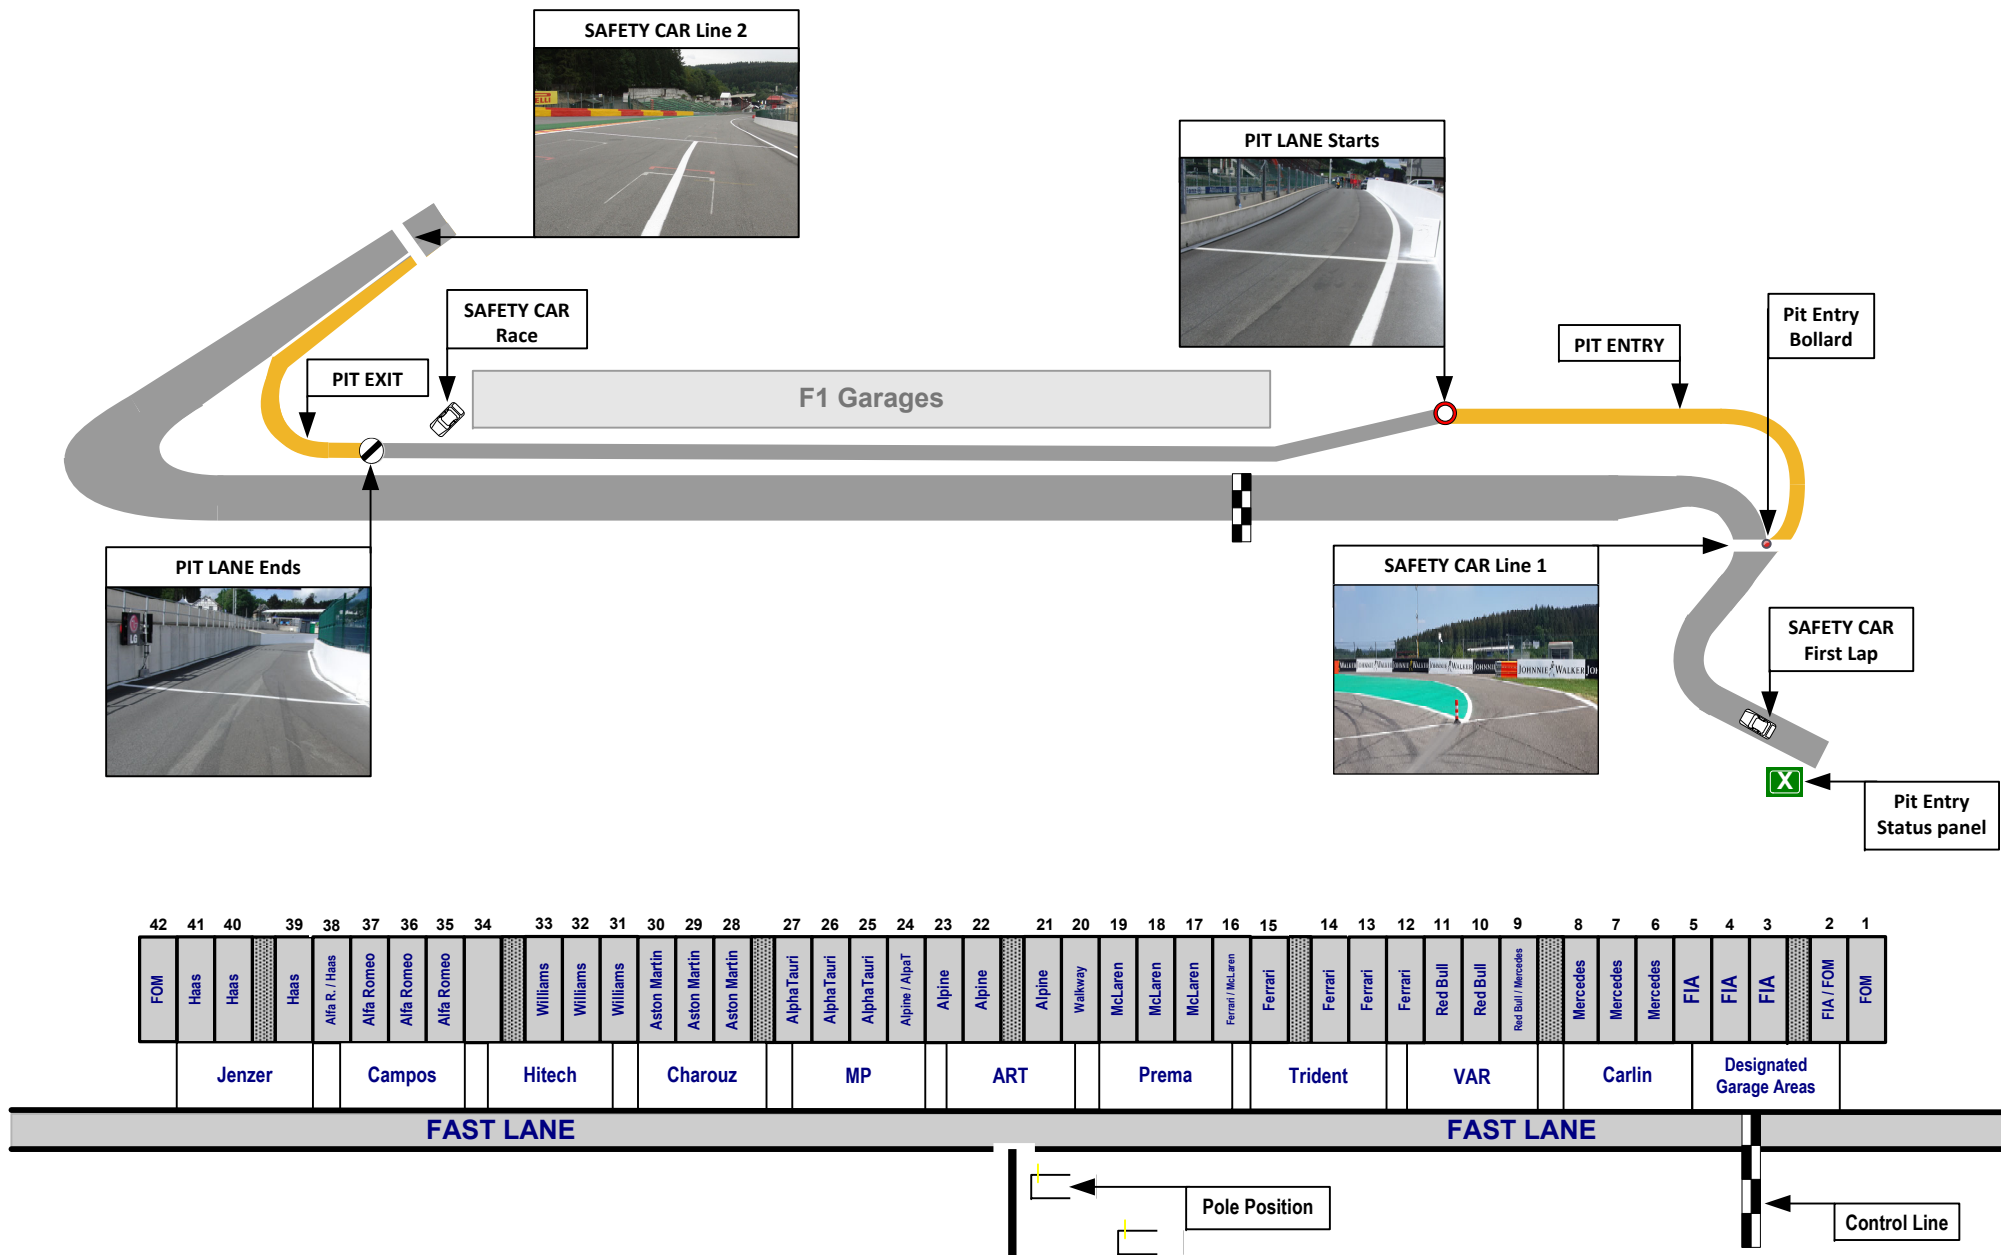 SAFETY CAR Line 2
ELLI
PIT LANE Starts
SAFETY CAR
Race
Pit Entry
Bollard
PIT ENTRY
PIT EXIT
F1 Garages
PIT LANE Ends
LG
SAFETY CAR Line 1
JOHNNIE WALKER
SAFETY CAR
First Lap
X
Pit Entry
Status panel
42 41 40 39 38 37 36 35 34 33 32 31 30 29 28 27 26 25 24 23 22 21 20 19 18 17 16 15 14 13 12 11 10 9 8 7 6 5 4 3 2 1
FOM
Haas
Haas
Haas
Alfa R. / Haas
Alfa Romeo
Alfa Romeo
Alfa Romeo
Williams
Williams
Williams
Aston Martin
Aston Martin
Aston Martin
AlphaTauri
AlphaTauri
AlphaTauri
Alpine / AlpaT
Alpine
Alpine
Alpine
Walkway
McLaren
McLaren
McLaren
Ferrari / McLaren
Ferrari
Ferrari
Ferrari
Ferrari
Red Bull
Red Bull
Red Bull / Mercedes
Mercedes
Mercedes
Mercedes
FIA
FIA
FIA
FIA / FOM
FOM
Jenzer Campos Hitech Charouz MP ART Prema Trident VAR Carlin
Designated
Garage Areas
FAST LANE FAST LANE
Pole Position
Control Line